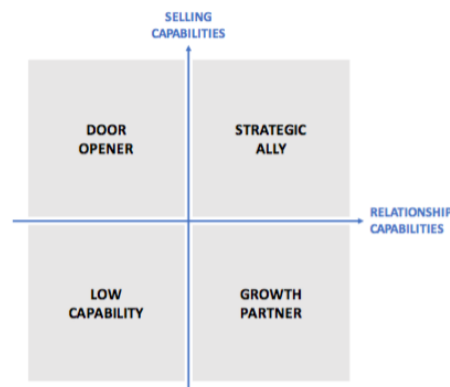 SELLING
CAPABILITIES
DOOR
OPENER
STRATEGIC
ALLY
RELATIONSHIP
CAPABILITIES
LOW
CAPABILITY
GROWTH
PARTNER